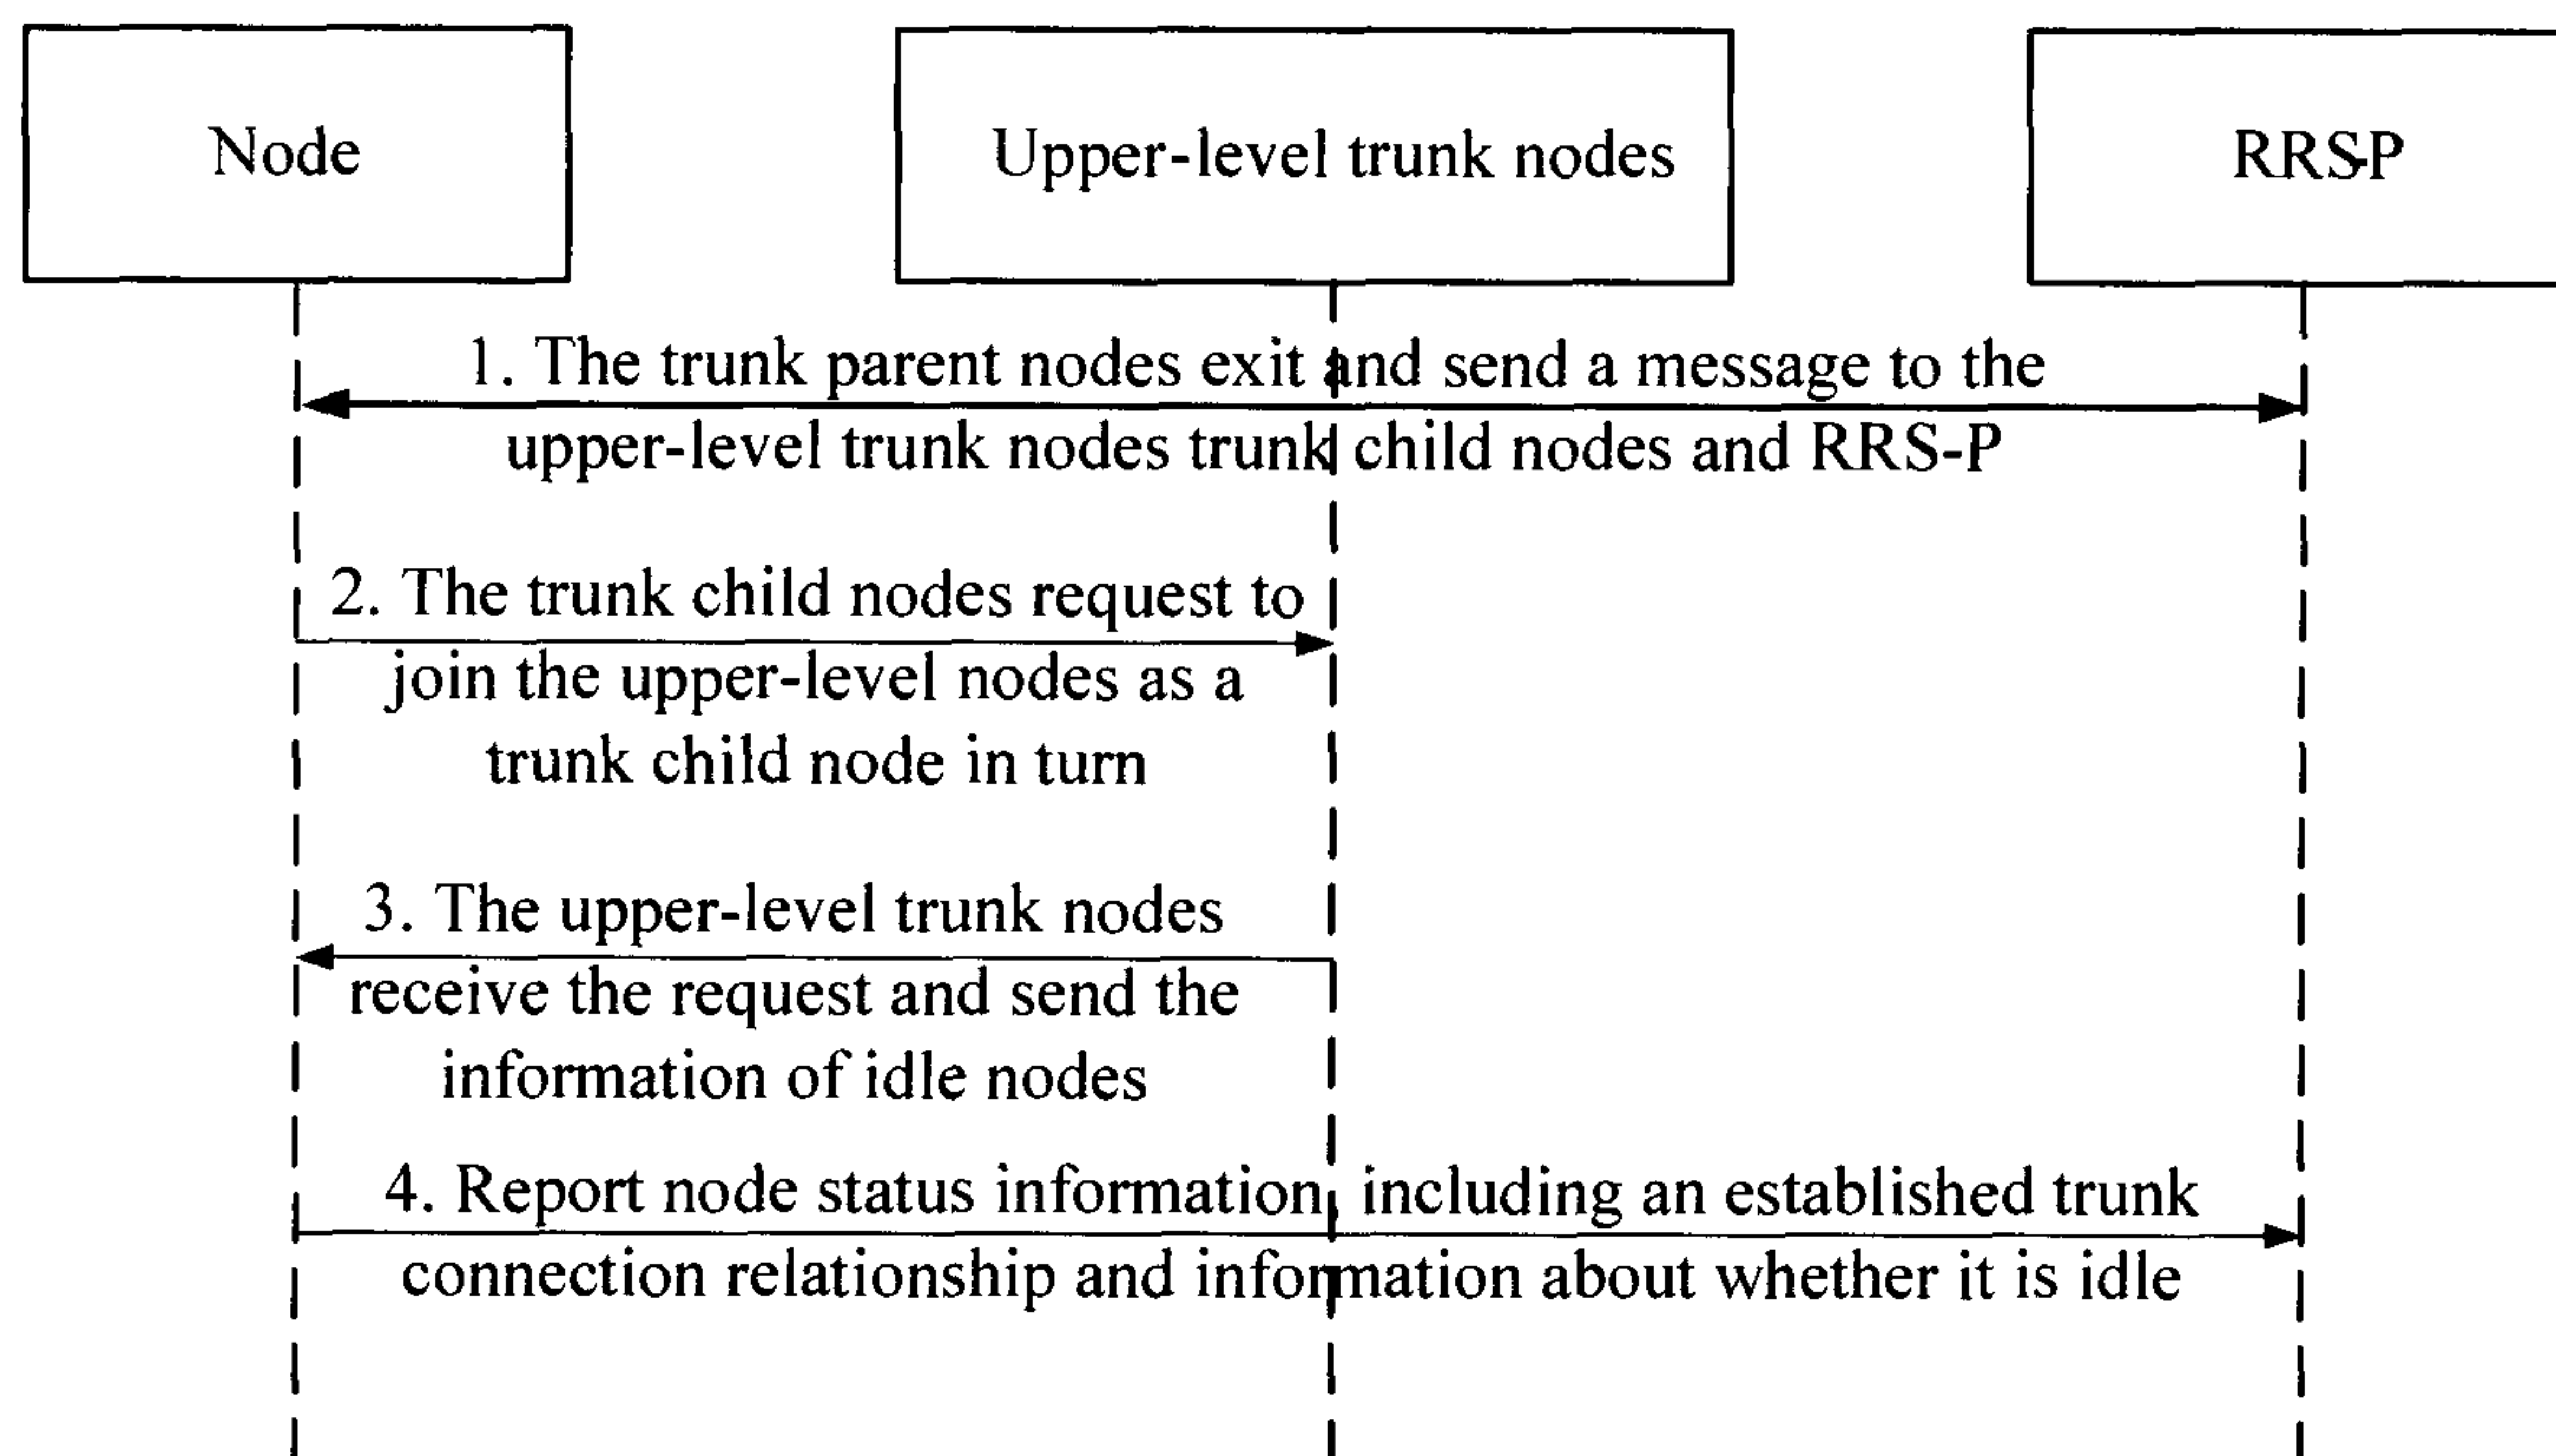 Node
Upper-level trunk nodes
RRS-P
1. The trunk parent nodes exit and send a message to the
upper-level trunk nodes trunk child nodes and RRS-P
2. The trunk child nodes request to
join the upper-level nodes as a
trunk child node in turn
3. The upper-level trunk nodes
receive the request and send the
information of idle nodes
4. Report node status information, including an established trunk
connection relationship and information about whether it is idle